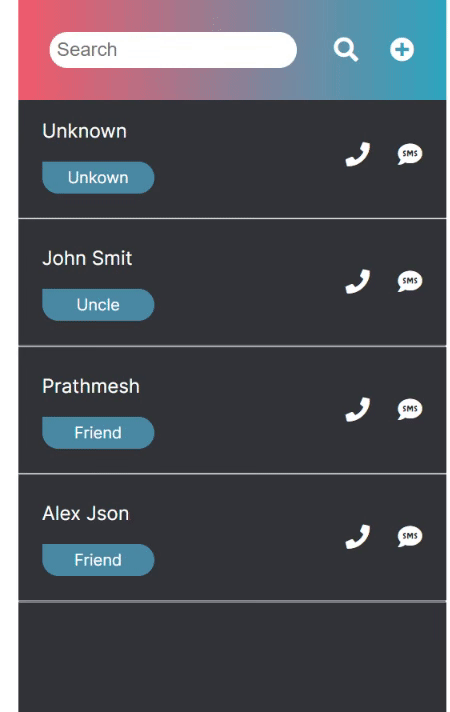 Search
Unknown
SMS
Unkown
John Smit
SMS
Uncle
Prathmesh
SMS
Friend
Alex Json
SMS
Friend